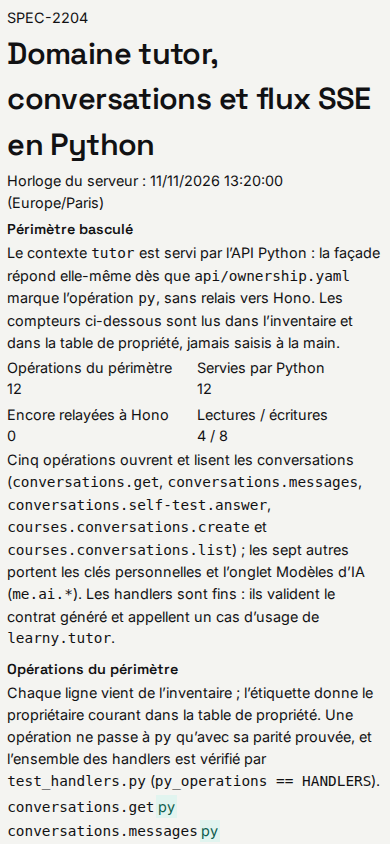 SPEC-2204
Domaine tutor,
conversations et flux SSE
en Python
Horloge du serveur : 11/11/2026 13:20:00
(Europe/Paris)
Périmètre basculé
Le contexte tutor est servi par l'API Python : la façade
répond elle-même dès que api/ownership.yaml
marque l'opération py, sans relais vers Hono. Les
compteurs ci-dessous sont lus dans l'inventaire et
dans la table de propriété, jamais saisis à la main.
Opérations du périmètre Servies par Python
12 12
Encore relayées à Hono Lectures / écritures
0 4 / 8
Cinq opérations ouvrent et lisent les conversations
(conversations.get, conversations.messages,
conversations.self-test.answer,
courses.conversations.create et
courses.conversations.list) ; les sept autres
portent les clés personnelles et l'onglet Modèles d'IA
(me.ai.*). Les handlers sont fins : ils valident le
contrat généré et appellent un cas d'usage de
learny.tutor.
Opérations du périmètre
Chaque ligne vient de l'inventaire ; l'étiquette donne le
propriétaire courant dans la table de propriété. Une
opération ne passe à py qu'avec sa parité prouvée, et
l'ensemble des handlers est vérifié par
test_handlers.py (py_operations == HANDLERS).
conversations.get py
conversations.messages py